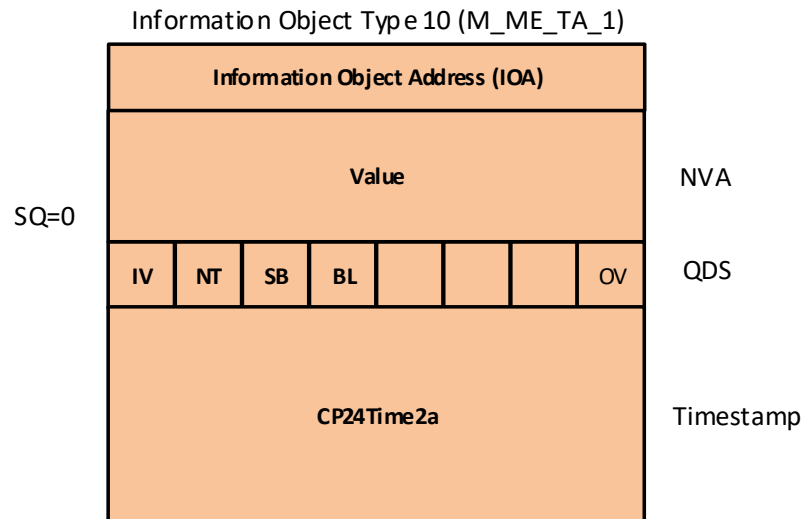 Information Object Type 10 (M_ME_TA_1)
Information Object Address (IOA)
Value
NVA
SQ=0
IV NT SB BL OV
QDS
CP24Time2a
Timestamp